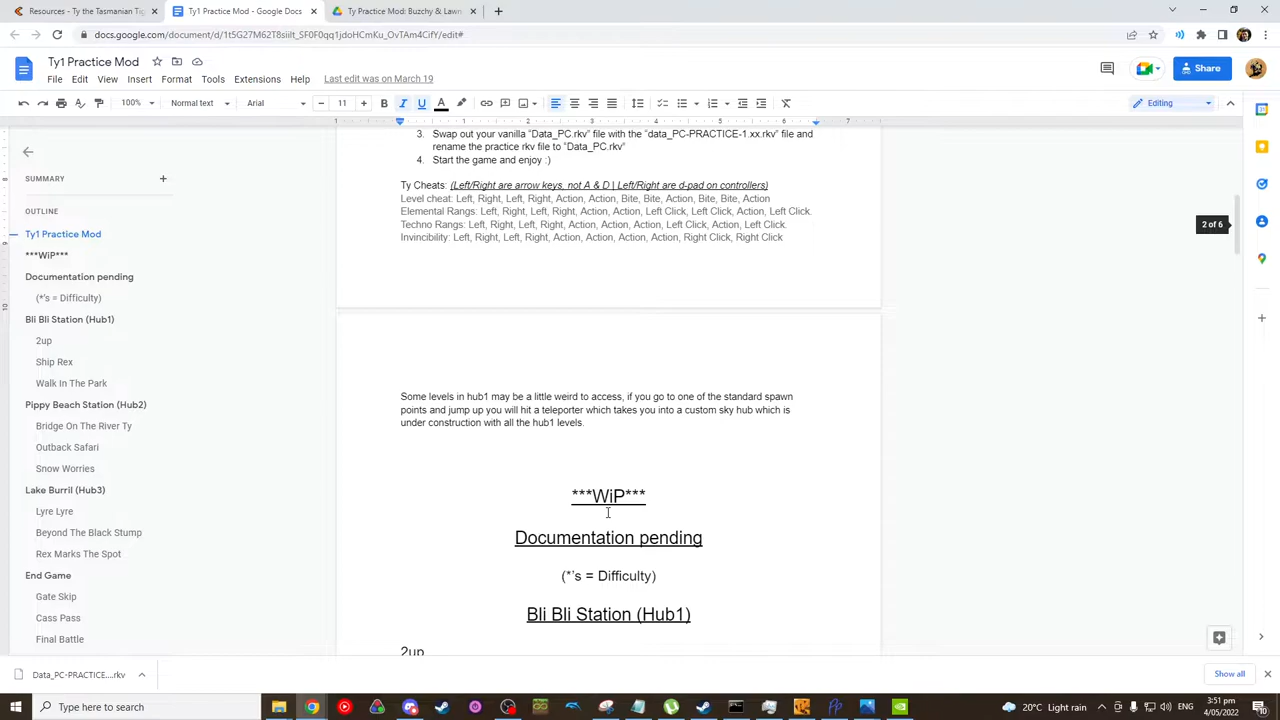 Resources - Ty the Tasmanian Tig
Ty1 Practice Mod - Google Docs
Ty Practice Mod: Buzchy & Lawn
docs.google.com/document/d/1t5G27M62T8siilt_SF0F0qq1jdoHCmKu_OvTAm4CifY/edit#
Ty1 Practice Mod
File Edit View Insert Format Tools Extensions Help Last edit was on March 19
Share
100% Normal text Arial 11 Editing
3. Swap out your vanilla "Data_PC.rkv" file with the "data_PC-PRACTICE-1.xx.rkv" file and
rename the practice rkv file to "Data_PC.rkv"
4. Start the game and enjoy :)
Ty Cheats: (Left/Right are arrow keys, not A & D | Left/Right are d-pad on controllers)
Level cheat: Left, Right, Left, Right, Action, Action, Bite, Bite, Action, Bite, Bite, Action
Elemental Rangs: Left, Right, Left, Right, Action, Action, Left Click, Left Click, Action, Left Click.
Techno Rangs: Left, Right, Left, Right, Action, Action, Action, Left Click, Action, Left Click.
Invincibility: Left, Right, Left, Right, Action, Action, Action, Action, Right Click, Right Click
2 of 6
Some levels in hub1 may be a little weird to access, if you go to one of the standard spawn
points and jump up you will hit a teleporter which takes you into a custom sky hub which is
under construction with all the hub1 levels.
***WiP***
Documentation pending
(*'s = Difficulty)
Bli Bli Station (Hub1)
2up
SUMMARY
OUTLINE
Ty1 Practice Mod
***WiP***
Documentation pending
(*'s = Difficulty)
Bli Bli Station (Hub1)
2up
Ship Rex
Walk In The Park
Pippy Beach Station (Hub2)
Bridge On The River Ty
Outback Safari
Snow Worries
Lake Burril (Hub3)
Lyre Lyre
Beyond The Black Stump
Rex Marks The Spot
End Game
Gate Skip
Cass Pass
Final Battle
Data_PC-PRACTICE....rkv
Show all
Type here to search
20°C Light rain
3:51 pm
4/05/2022